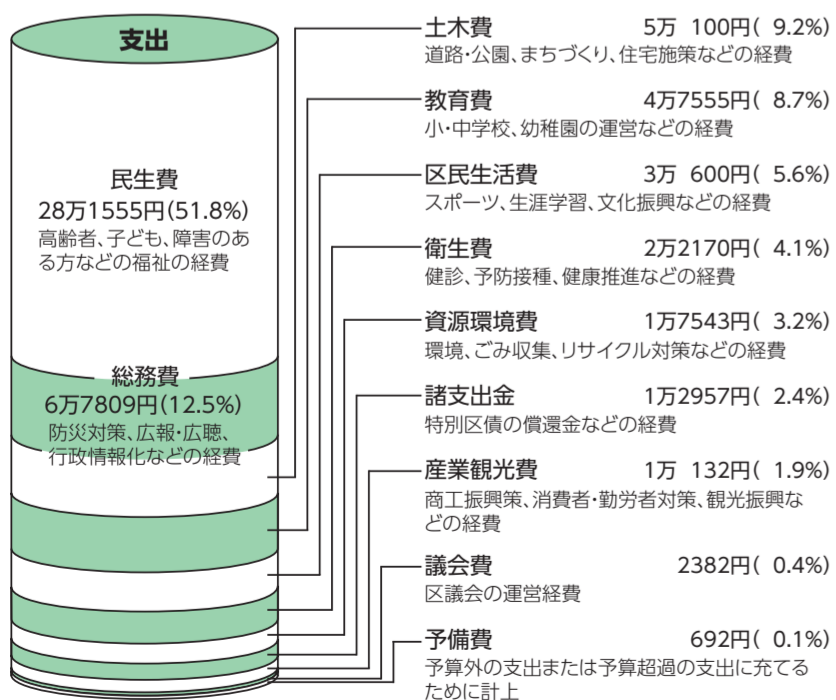 支出
民生費
28万1555円(51.8%)
高齢者、子ども、障害のあ
る方などの福祉の経費
総務費
6万7809円(12.5%)
防災対策、広報・広聴、
行政情報化などの経費
土木費 5万 100円( 9.2%)
道路・公園、まちづくり、住宅施策などの経費
教育費 4万7555円( 8.7%)
小・中学校、幼稚園の運営などの経費
区民生活費 3万 600円( 5.6%)
スポーツ、生涯学習、文化振興などの経費
衛生費 2万2170円( 4.1%)
健診、予防接種、健康推進などの経費
資源環境費 1万7543円( 3.2%)
環境、ごみ収集、リサイクル対策などの経費
諸支出金 1万2957円( 2.4%)
特別区債の償還金などの経費
産業観光費 1万 132円( 1.9%)
商工振興策、消費者・勤労者対策、観光振興な
どの経費
議会費 2382円( 0.4%)
区議会の運営経費
予備費 692円( 0.1%)
予算外の支出または予算超過の支出に充てる
ために計上